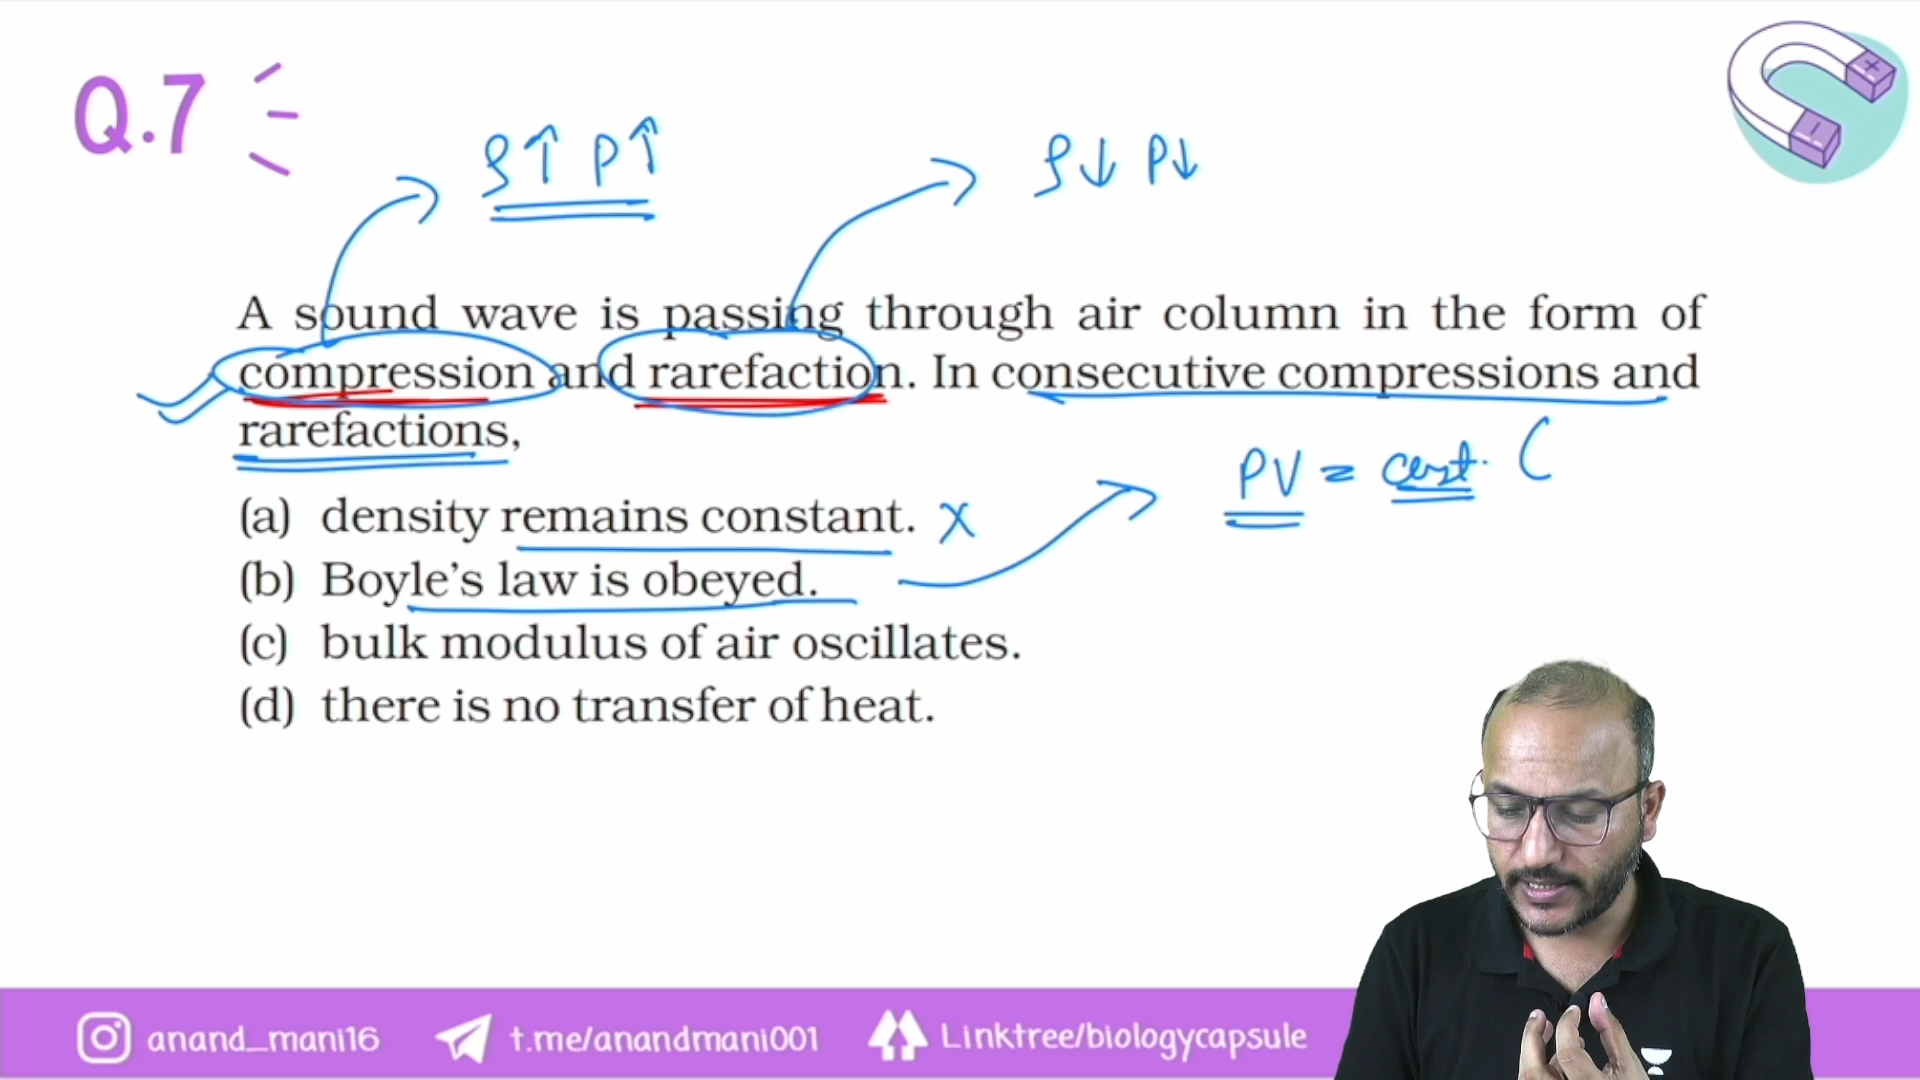 Q.7
ρ↑ P↑
ρ↓ P↓
A sound wave is passing through air column in the form of
compression and rarefaction. In consecutive compressions and
rarefactions,
PV = const. (
(a) density remains constant. X
(b) Boyle's law is obeyed.
(c) bulk modulus of air oscillates.
(d) there is no transfer of heat.
anand_mani16
t.me/anandmani001
Linktree/biologycapsule